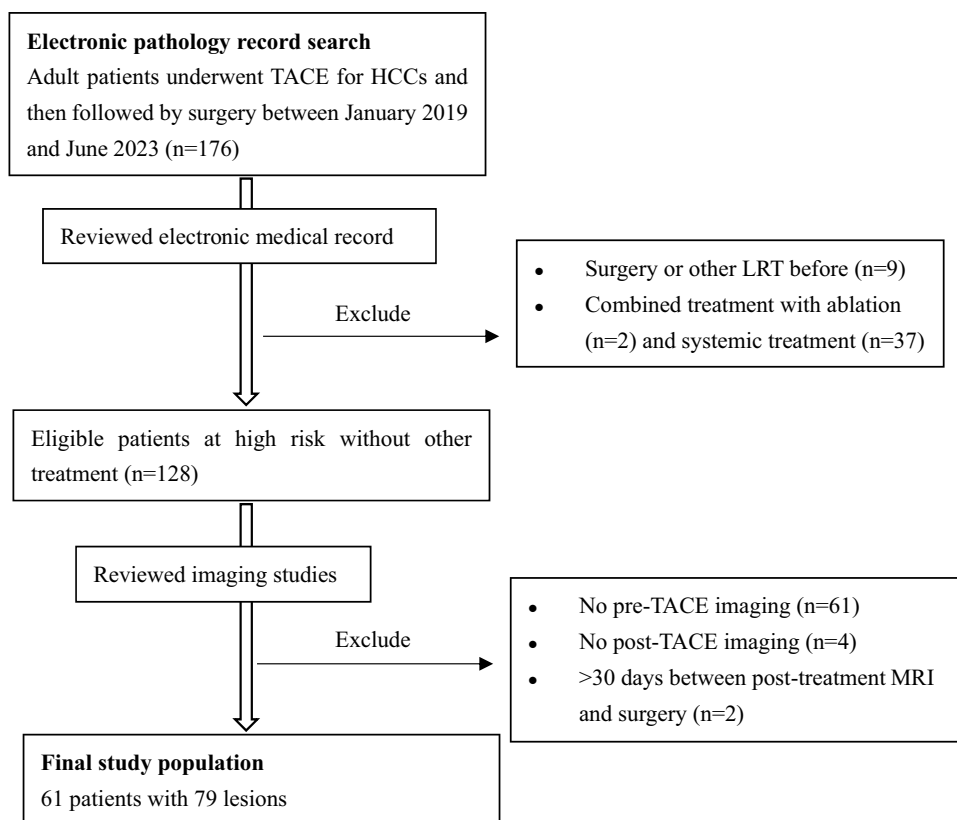 Electronic pathology record search
Adult patients underwent TACE for HCCs and
then followed by surgery between January 2019
and June 2023 (n=176)
Reviewed electronic medical record
Exclude
• Surgery or other LRT before (n=9)
• Combined treatment with ablation
(n=2) and systemic treatment (n=37)
Eligible patients at high risk without other
treatment (n=128)
Reviewed imaging studies
Exclude
• No pre-TACE imaging (n=61)
• No post-TACE imaging (n=4)
• >30 days between post-treatment MRI
and surgery (n=2)
Final study population
61 patients with 79 lesions